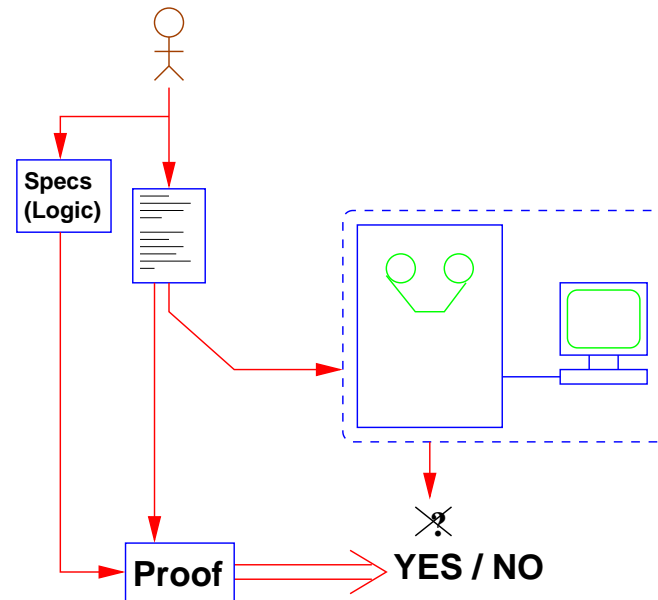 Specs
(Logic)
?
YES / NO
Proof